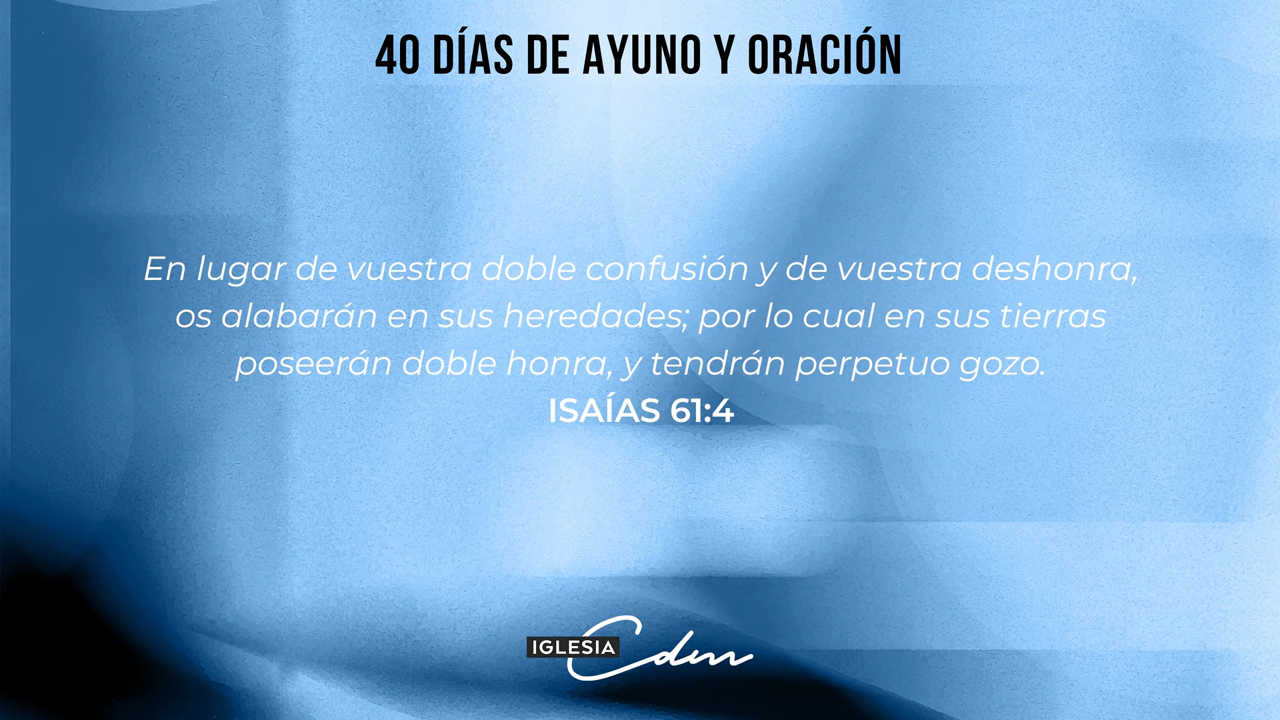 40 DÍAS DE AYUNO Y ORACIÓN
En lugar de vuestra doble confusión y de vuestra deshonra,
os alabarán en sus heredades; por lo cual en sus tierras
poseerán doble honra, y tendrán perpetuo gozo.
ISAÍAS 61:4
IGLESIA Cdm